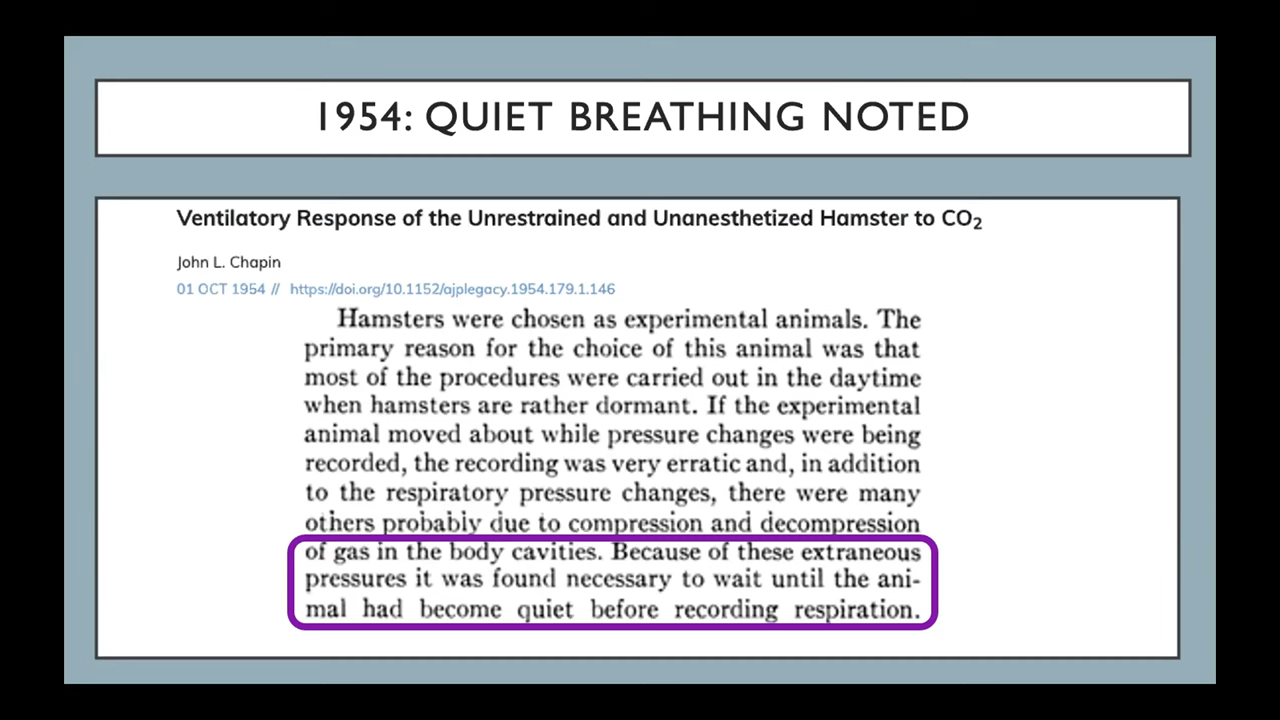 1954: QUIET BREATHING NOTED
Ventilatory Response of the Unrestrained and Unanesthetized Hamster to CO₂
John L. Chapin
01 OCT 1954 // https://doi.org/10.1152/ajplegacy.1954.179.1.146
Hamsters were chosen as experimental animals. The
primary reason for the choice of this animal was that
most of the procedures were carried out in the daytime
when hamsters are rather dormant. If the experimental
animal moved about while pressure changes were being
recorded, the recording was very erratic and, in addition
to the respiratory pressure changes, there were many
others probably due to compression and decompression
of gas in the body cavities. Because of these extraneous
pressures it was found necessary to wait until the ani-
mal had become quiet before recording respiration.